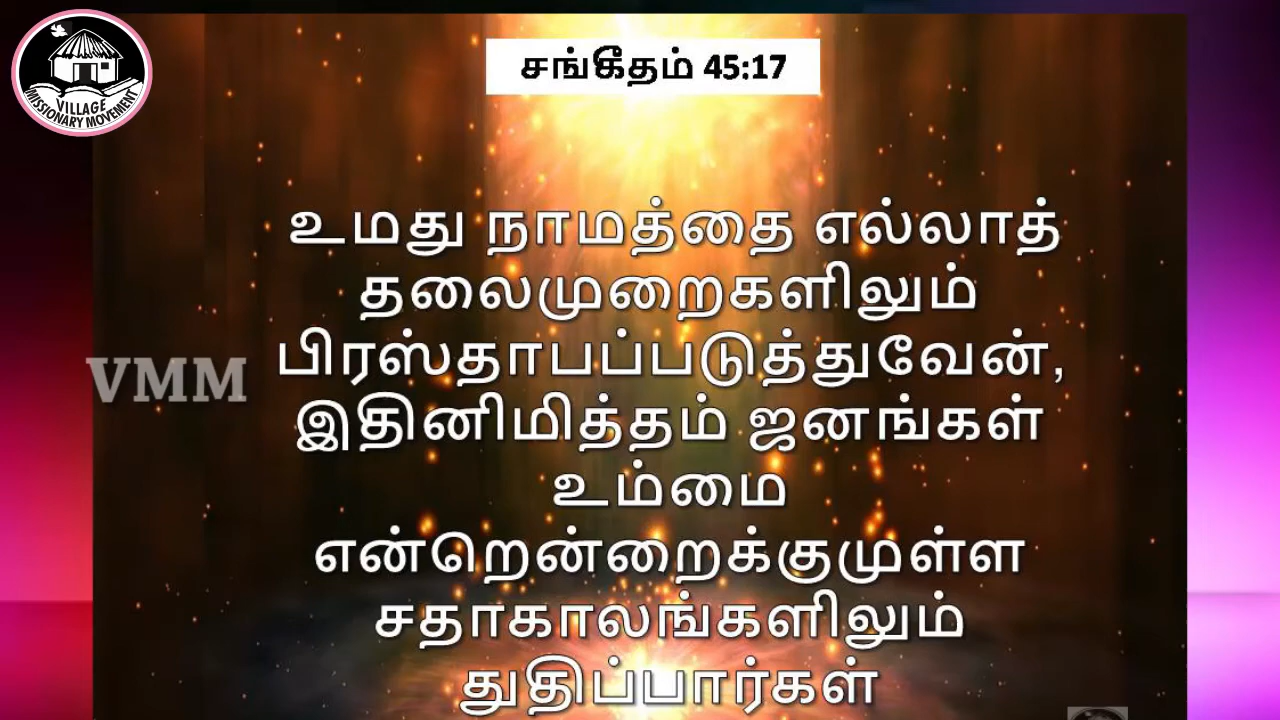 VILLAGE
MISSIONARY MOVEMENT
சங்கீதம் 45:17
உமது நாமத்தை எல்லாத்
தலைமுறைகளிலும்
பிரஸ்தாபப்படுத்துவேன்,
இதினிமித்தம் ஜனங்கள்
உம்மை
என்றென்றைக்குமுள்ள
சதாகாலங்களிலும்
துதிப்பார்கள்
VMM